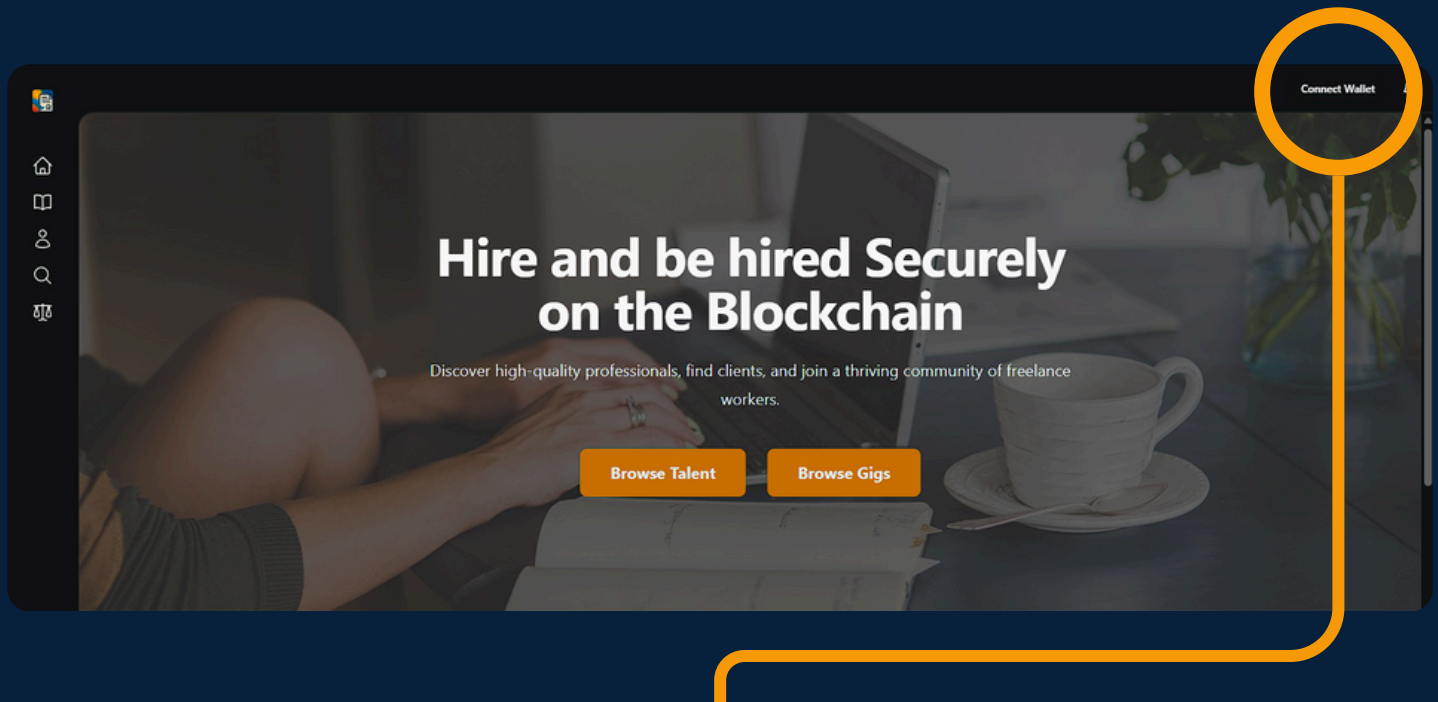 Connect Wallet
Hire and be hired Securely
on the Blockchain
Discover high-quality professionals, find clients, and join a thriving community of freelance
workers.
Browse Talent
Browse Gigs